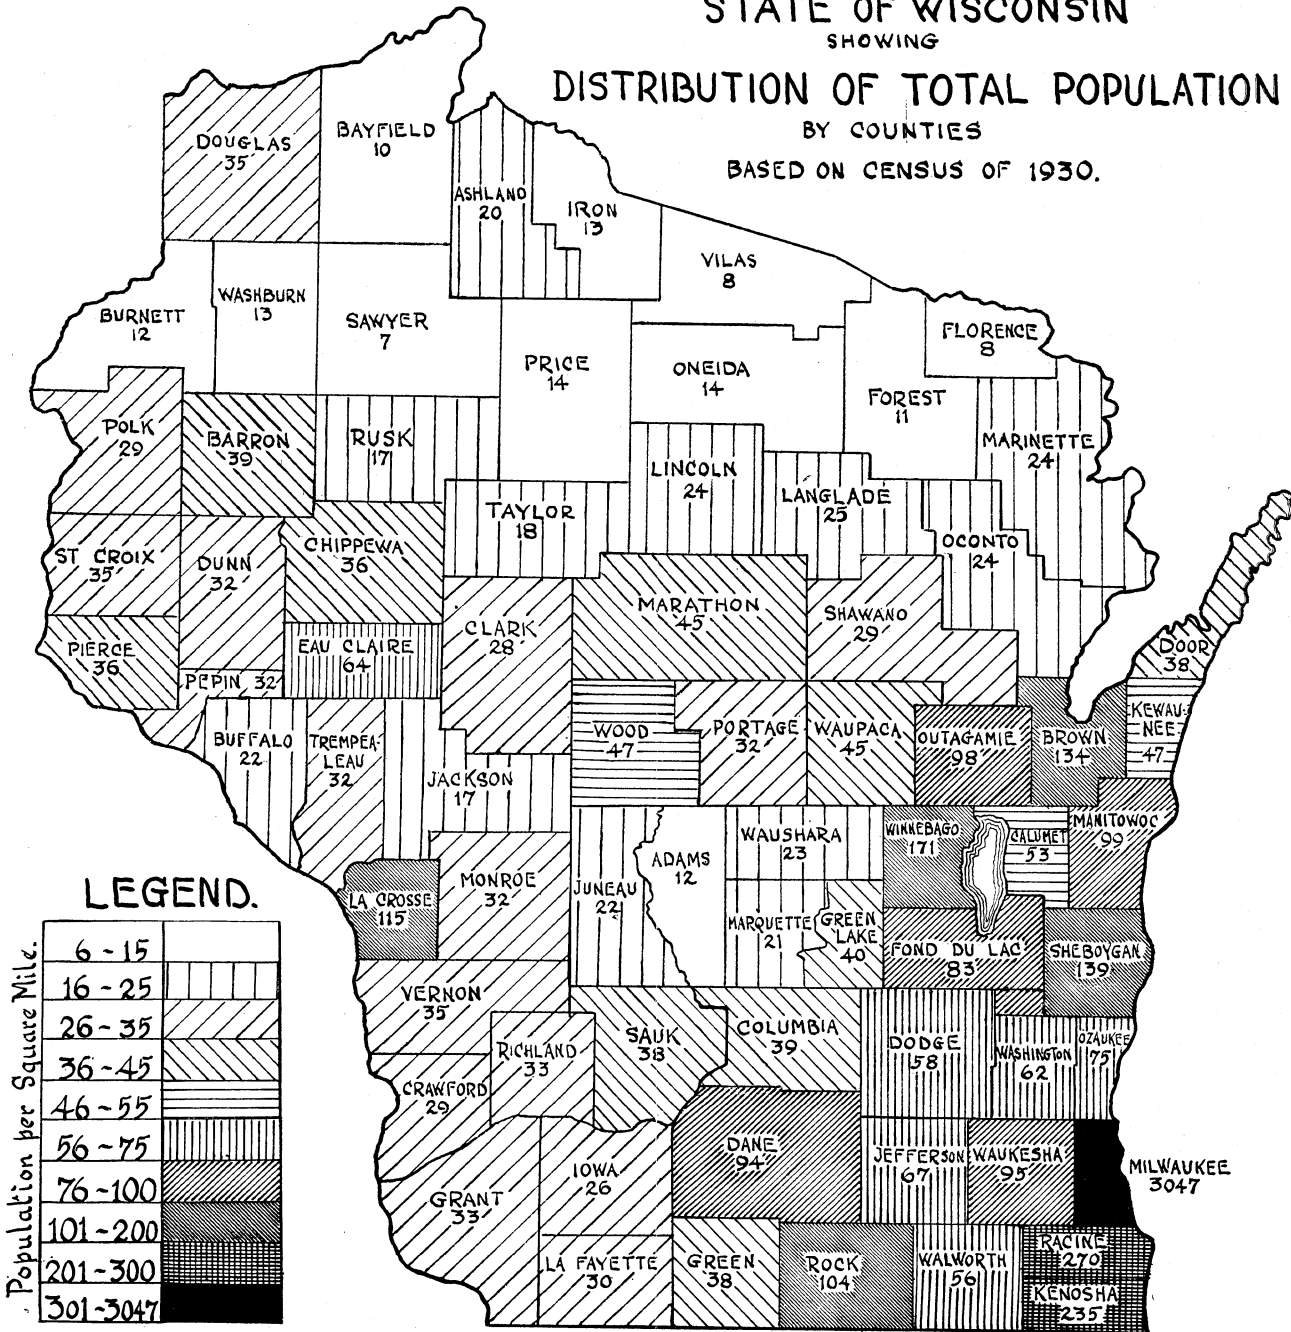 STATE OF WISCONSIN
SHOWING
DISTRIBUTION OF TOTAL POPULATION
BY COUNTIES
BASED ON CENSUS OF 1930.
DOUGLAS
35
BAYFIELD
10
ASHLAND
20
IRON
13
VILAS
8
BURNETT
12
WASHBURN
13
SAWYER
7
PRICE
14
ONEIDA
14
FLORENCE
8
FOREST
11
MARINETTE
24
POLK
29
BARRON
39
RUSK
17
LINCOLN
24
LANGLADE
25
TAYLOR
18
OCONTO
24
ST CROIX
35
DUNN
32
CHIPPEWA
36
MARATHON
45
SHAWANO
29
CLARK
28
PIERCE
36
EAU CLAIRE
64
PEPIN 32
DOOR
38
BUFFALO
22
TREMPEA-
LEAU
32
JACKSON
17
WOOD
47
PORTAGE
32
WAUPACA
45
OUTAGAMIE
98
BROWN
134
KEWAU-
NEE
47
WAUSHARA
23
WINNEBAGO
171
CALUMET
53
MANITOWOC
99
ADAMS
12
JUNEAU
22
MONROE
32
LA CROSSE
115
MARQUETTE
21
GREEN
LAKE
40
FOND DU LAC
83
SHEBOYGAN
139
VERNON
35
SAUK
38
COLUMBIA
39
DODGE
58
WASHINGTON
62
OZAUKEE
75
RICHLAND
33
CRAWFORD
29
DANE
94
JEFFERSON
67
WAUKESHA
95
MILWAUKEE
3047
GRANT
33
IOWA
26
LA FAYETTE
30
GREEN
38
ROCK
104
WALWORTH
56
RACINE
270
KENOSHA
235
LEGEND.
Population per Square Mile.
6 - 15
16 - 25
26 - 35
36 - 45
46 - 55
56 - 75
76 - 100
101 - 200
201 - 300
301 - 3047